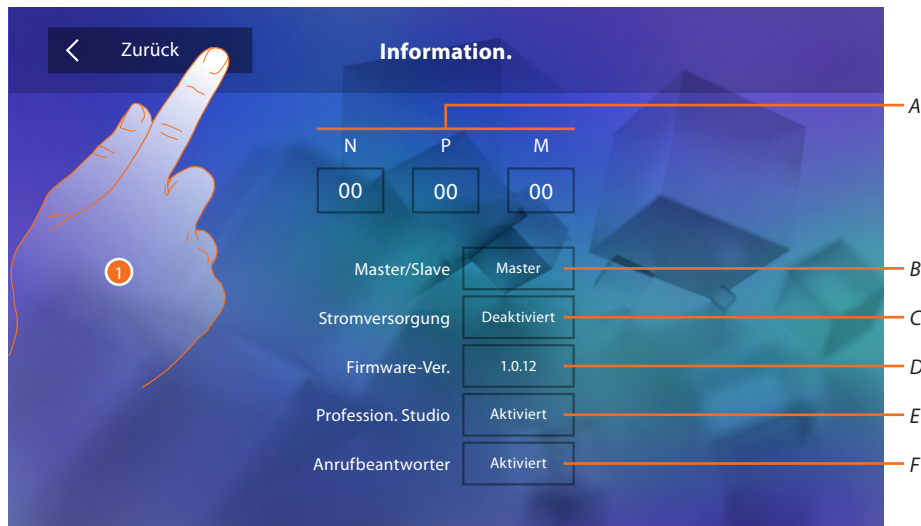 Zurück
Information.
A
N P M
00 00 00
Master/Slave Master B
Stromversorgung Deaktiviert C
Firmware-Ver. 1.0.12 D
Profession. Studio Aktiviert E
Anrufbeantworter Aktiviert F
1